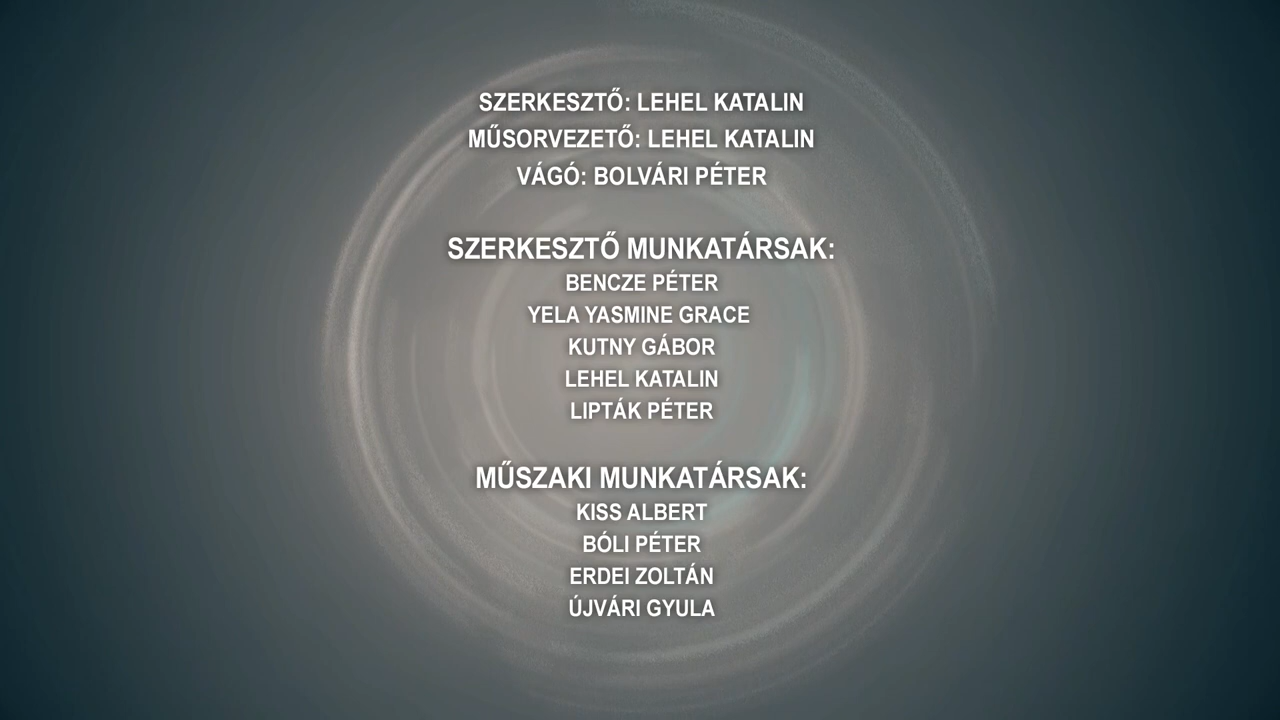 SZERKESZTŐ: LEHEL KATALIN
MŰSORVEZETŐ: LEHEL KATALIN
VÁGÓ: BOLVÁRI PÉTER
SZERKESZTŐ MUNKATÁRSAK:
BENCZE PÉTER
YELA YASMINE GRACE
KUTNY GÁBOR
LEHEL KATALIN
LIPTÁK PÉTER
MŰSZAKI MUNKATÁRSAK:
KISS ALBERT
BÓLI PÉTER
ERDEI ZOLTÁN
ÚJVÁRI GYULA